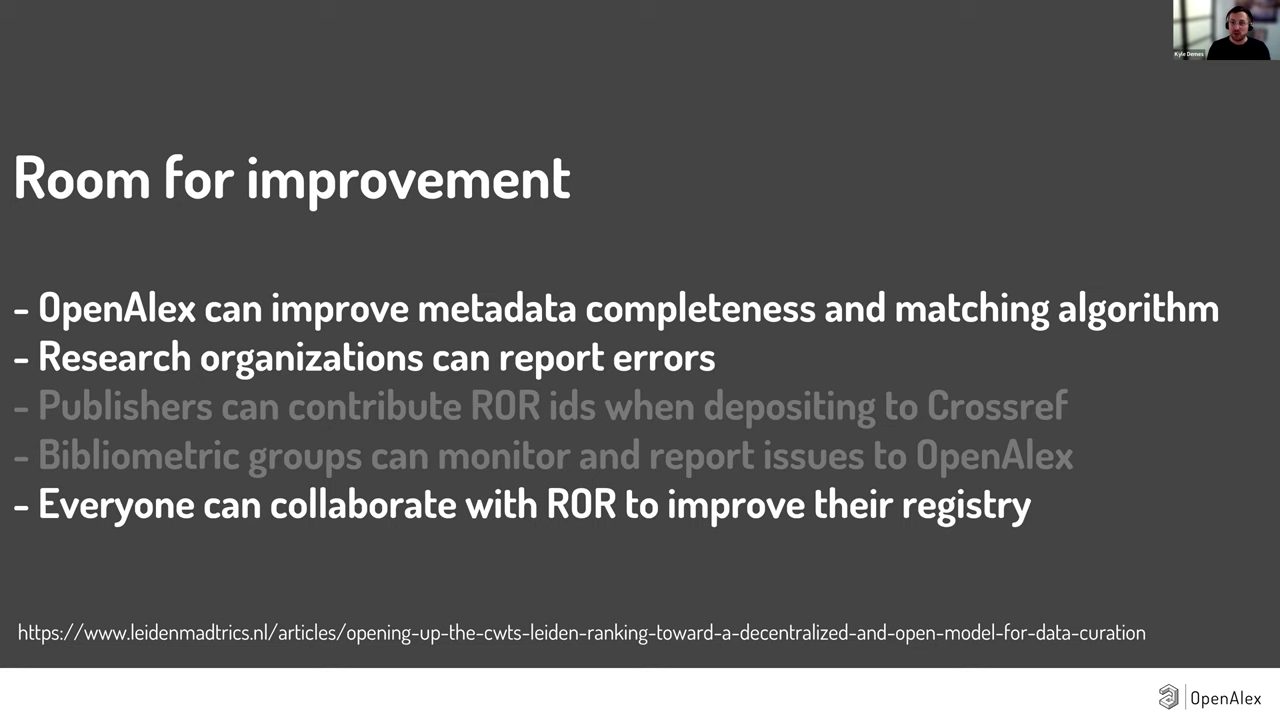 Kyle Demes
Room for improvement
- OpenAlex can improve metadata completeness and matching algorithm
- Research organizations can report errors
- Publishers can contribute ROR ids when depositing to Crossref
- Bibliometric groups can monitor and report issues to OpenAlex
- Everyone can collaborate with ROR to improve their registry
https://www.leidenmadtrics.nl/articles/opening-up-the-cwts-leiden-ranking-toward-a-decentralized-and-open-model-for-data-curation
OpenAlex